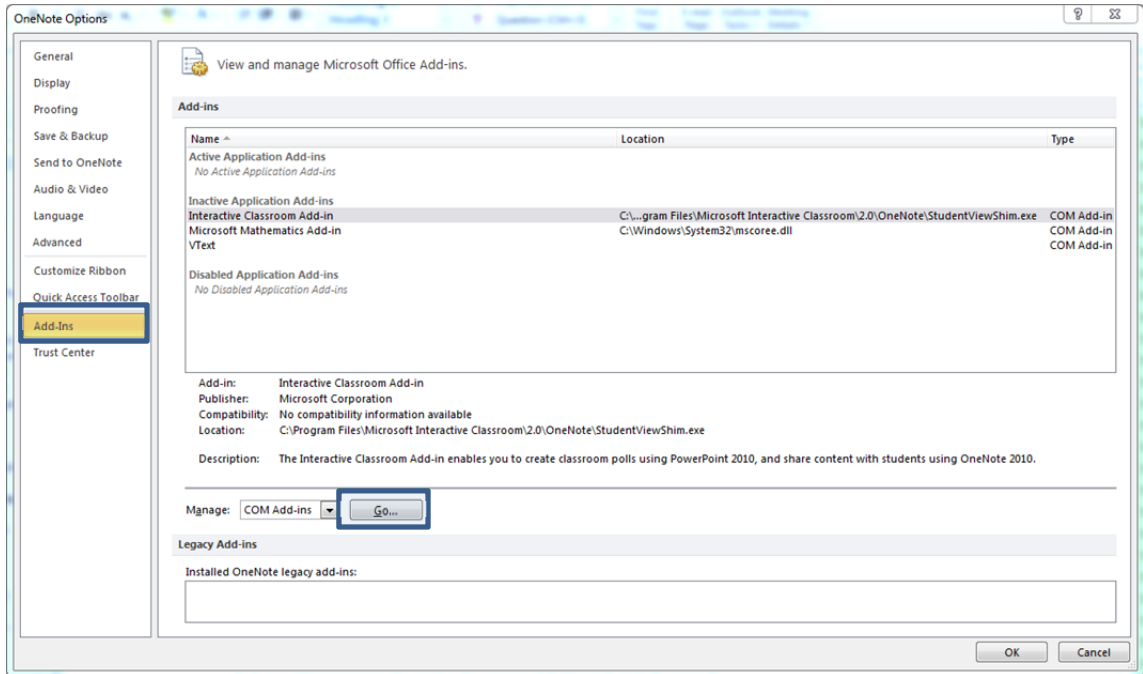 OneNote Options
General
Display
Proofing
Save & Backup
Send to OneNote
Audio & Video
Language
Advanced
Customize Ribbon
Quick Access Toolbar
Add-Ins
Trust Center
View and manage Microsoft Office Add-ins.
Add-ins
Name Location Type
Active Application Add-ins
No Active Application Add-ins
Inactive Application Add-ins
Interactive Classroom Add-in C:\...gram Files\Microsoft Interactive Classroom\2.0\OneNote\StudentViewShim.exe COM Add-in
Microsoft Mathematics Add-in C:\Windows\System32\mscoree.dll COM Add-in
VText COM Add-in
Disabled Application Add-ins
No Disabled Application Add-ins
Add-in: Interactive Classroom Add-in
Publisher: Microsoft Corporation
Compatibility: No compatibility information available
Location: C:\Program Files\Microsoft Interactive Classroom\2.0\OneNote\StudentViewShim.exe
Description: The Interactive Classroom Add-in enables you to create classroom polls using PowerPoint 2010, and share content with students using OneNote 2010.
Manage: COM Add-ins Go...
Legacy Add-ins
Installed OneNote legacy add-ins:
OK Cancel